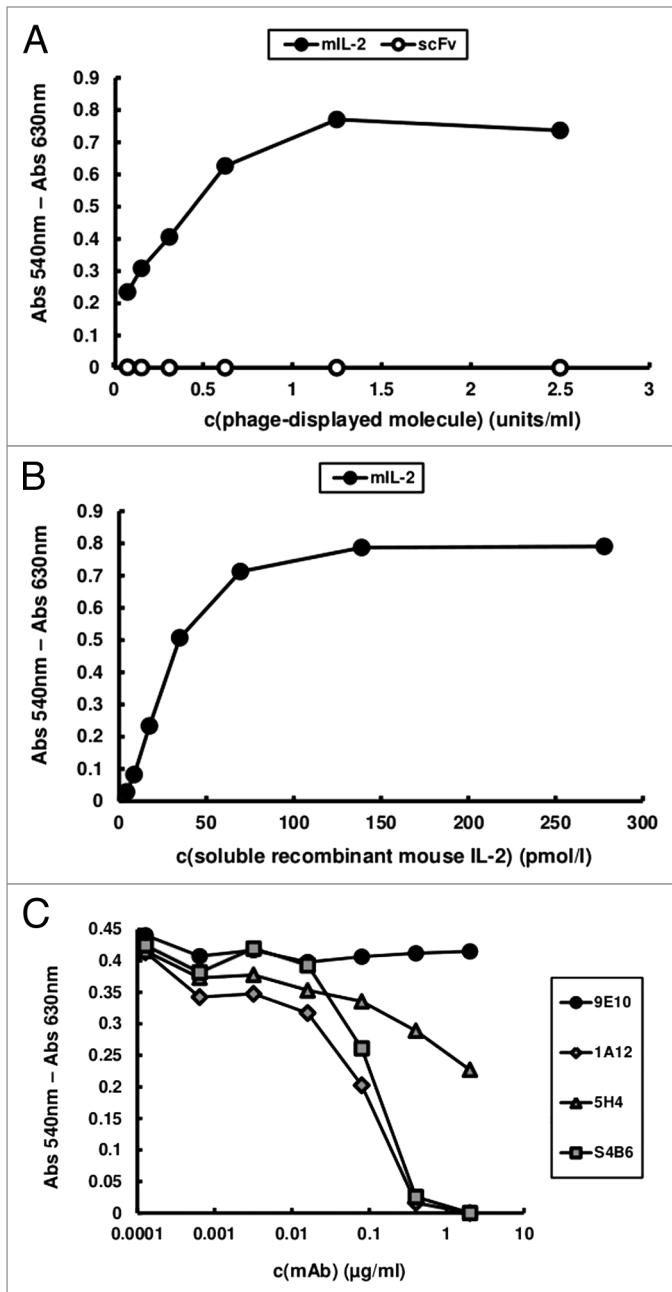 A
mIL-2 scFv
0.9
0.8
0.7
0.6
0.5
0.4
0.3
0.2
0.1
0
Abs 540nm – Abs 630nm
0 0.5 1 1.5 2 2.5 3
c(phage-displayed molecule) (units/ml)
B
mIL-2
0.9
0.8
0.7
0.6
0.5
0.4
0.3
0.2
0.1
0
Abs 540nm – Abs 630nm
0 50 100 150 200 250 300
c(soluble recombinant mouse IL-2) (pmol/l)
C
0.45
0.4
0.35
0.3
0.25
0.2
0.15
0.1
0.05
0
Abs 540nm – Abs 630nm
0.0001 0.001 0.01 0.1 1 10
c(mAb) (µg/ml)
9E10
1A12
5H4
S4B6